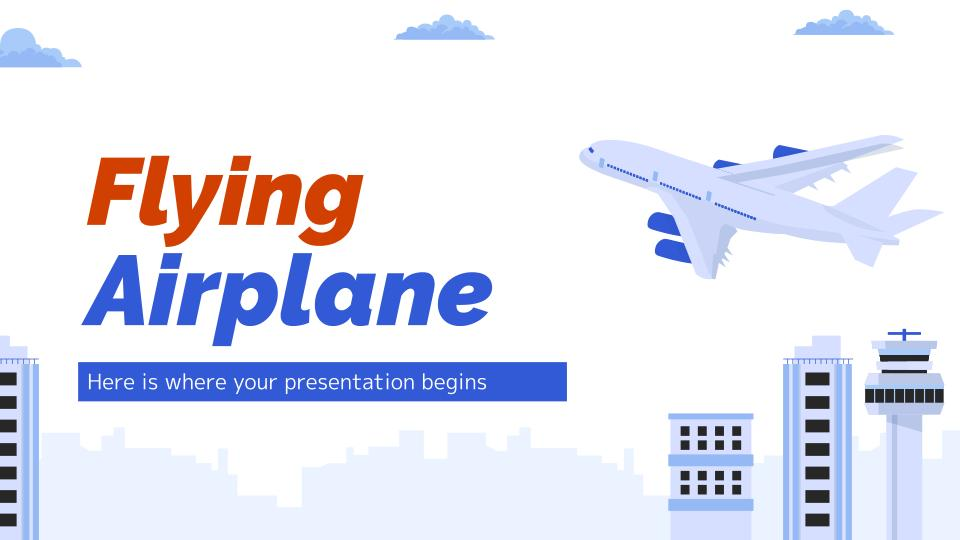 Flying
Airplane
Here is where your presentation begins